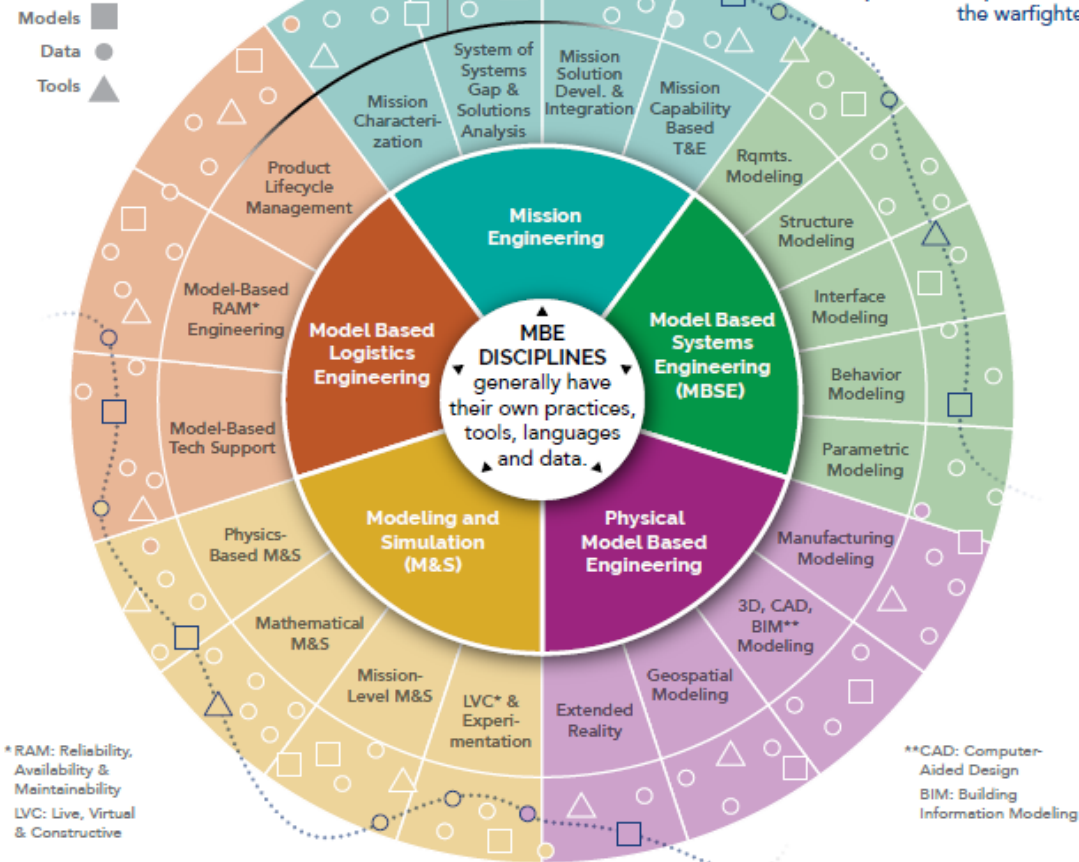 the warfighte
Models
Data
Tools
System of
Systems
Gap &
Solutions
Analysis
Mission
Solution
Devel. &
Integration
Mission
Characteri-
zation
Mission
Capability
Based
T&E
Rqmts.
Modeling
Structure
Modeling
Interface
Modeling
Behavior
Modeling
Parametric
Modeling
Product
Lifecycle
Management
Model-Based
RAM*
Engineering
Model-Based
Tech Support
Mission
Engineering
Model Based
Logistics
Engineering
Model Based
Systems
Engineering
(MBSE)
MBE
DISCIPLINES
generally have
their own practices,
tools, languages
and data.
Modeling and
Simulation
(M&S)
Physical
Model Based
Engineering
Physics-
Based M&S
Mathematical
M&S
Mission-
Level M&S
LVC* &
Experi-
mentation
Extended
Reality
Geospatial
Modeling
3D, CAD,
BIM**
Modeling
Manufacturing
Modeling
*RAM: Reliability,
Availability &
Maintainability
LVC: Live, Virtual
& Constructive
**CAD: Computer-
Aided Design
BIM: Building
Information Modeling